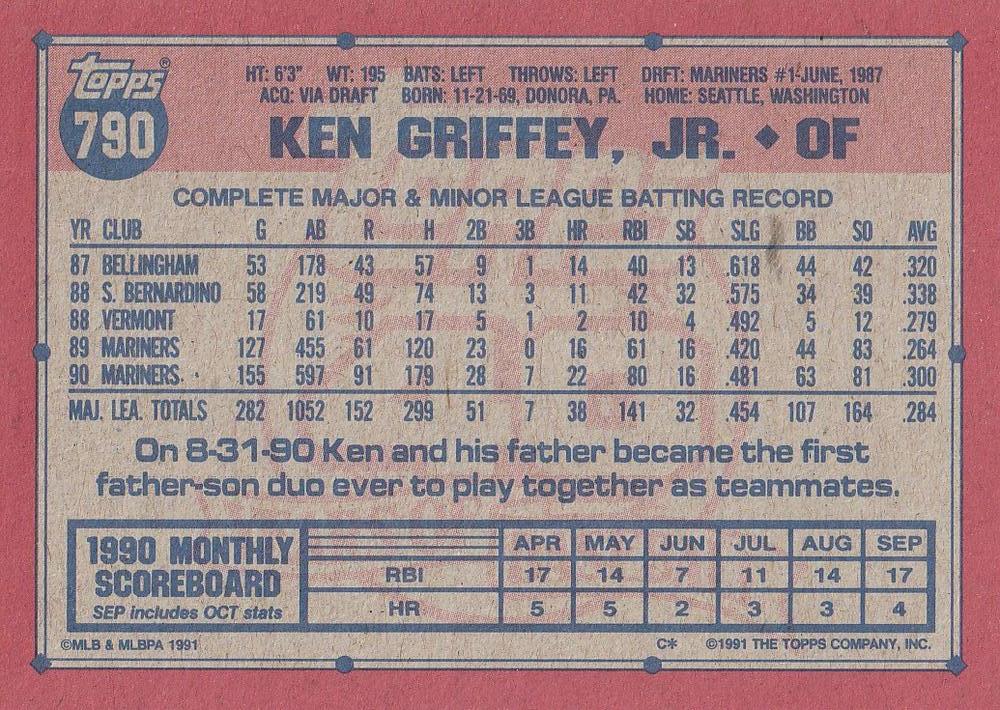 Topps®
790
HT: 6'3" WT: 195 BATS: LEFT THROWS: LEFT DRFT: MARINERS #1-JUNE, 1987
ACQ: VIA DRAFT BORN: 11-21-69, DONORA, PA. HOME: SEATTLE, WASHINGTON
KEN GRIFFEY, JR. ◆ OF
COMPLETE MAJOR & MINOR LEAGUE BATTING RECORD
YR CLUB G AB R H 2B 3B HR RBI SB SLG BB SO AVG
87 BELLINGHAM 53 178 43 57 9 1 14 40 13 .618 44 42 .320
88 S. BERNARDINO 58 219 49 74 13 3 11 42 32 .575 34 39 .338
88 VERMONT 17 61 10 17 5 1 2 10 4 .492 5 12 .279
89 MARINERS 127 455 61 120 23 0 16 61 16 .420 44 83 .264
90 MARINERS 155 597 91 179 28 7 22 80 16 .481 63 81 .300
MAJ. LEA. TOTALS 282 1052 152 299 51 7 38 141 32 .454 107 164 .284
On 8-31-90 Ken and his father became the first
father-son duo ever to play together as teammates.
1990 MONTHLY
SCOREBOARD
SEP includes OCT stats
APR MAY JUN JUL AUG SEP
RBI 17 14 7 11 14 17
HR 5 5 2 3 3 4
©MLB & MLBPA 1991 C* ©1991 THE TOPPS COMPANY, INC.